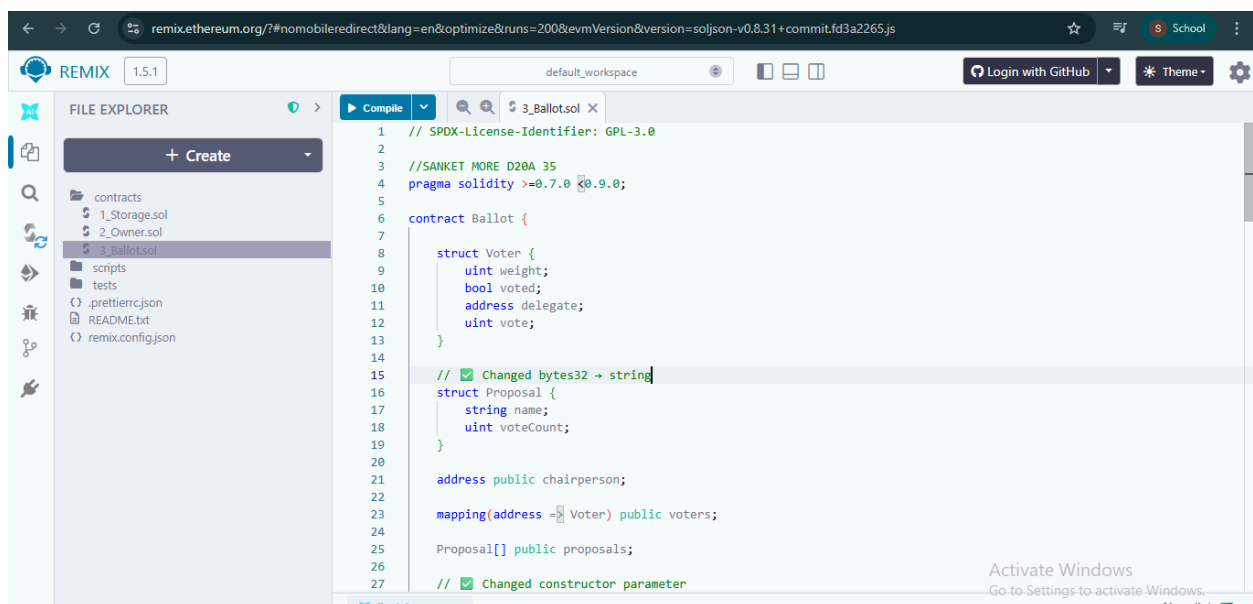 remix.ethereum.org/?#nomobileredirect&lang=en&optimize&runs=200&evmVersion&version=soljson-v0.8.31+commit.fd3a2265.js
S School
REMIX 1.5.1
default_workspace
Login with GitHub
Theme
AI
FILE EXPLORER
Compile
3_Ballot.sol
+ Create
contracts
1_Storage.sol
2_Owner.sol
3_Ballot.sol
scripts
tests
{} .prettierrc.json
README.txt
{} remix.config.json
1 // SPDX-License-Identifier: GPL-3.0
2
3 //SANKET MORE D20A 35
4 pragma solidity >=0.7.0 <0.9.0;
5
6 contract Ballot {
7
8 struct Voter {
9 uint weight;
10 bool voted;
11 address delegate;
12 uint vote;
13 }
14
15 // ✅ Changed bytes32 → string
16 struct Proposal {
17 string name;
18 uint voteCount;
19 }
20
21 address public chairperson;
22
23 mapping(address => Voter) public voters;
24
25 Proposal[] public proposals;
26
27 // ✅ Changed constructor parameter
Activate Windows
Go to Settings to activate Windows.